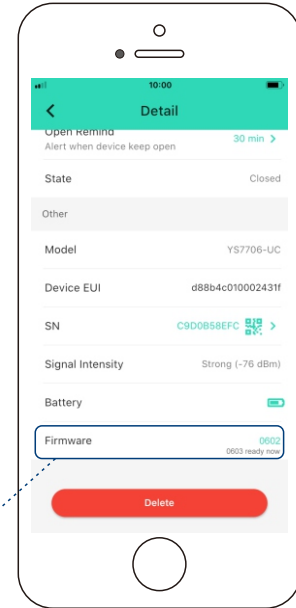 10:00
Detail
Open Remind
30 min
Alert when device keep open
State Closed
Other
Model YS7706-UC
Device EUI d88b4c010002431f
SN C9D0B58EFC
Signal Intensity Strong (-76 dBm)
Battery
Firmware 0602
0603 ready now
Delete